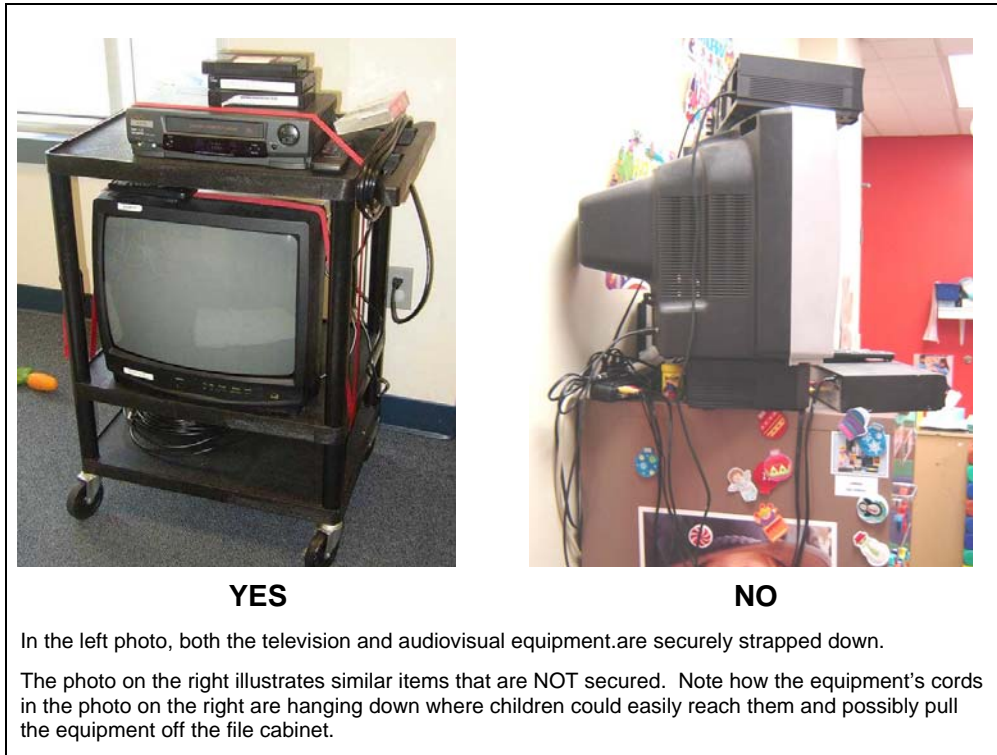 YES
NO
In the left photo, both the television and audiovisual equipment.are securely strapped down.
The photo on the right illustrates similar items that are NOT secured.  Note how the equipment's cords
in the photo on the right are hanging down where children could easily reach them and possibly pull
the equipment off the file cabinet.